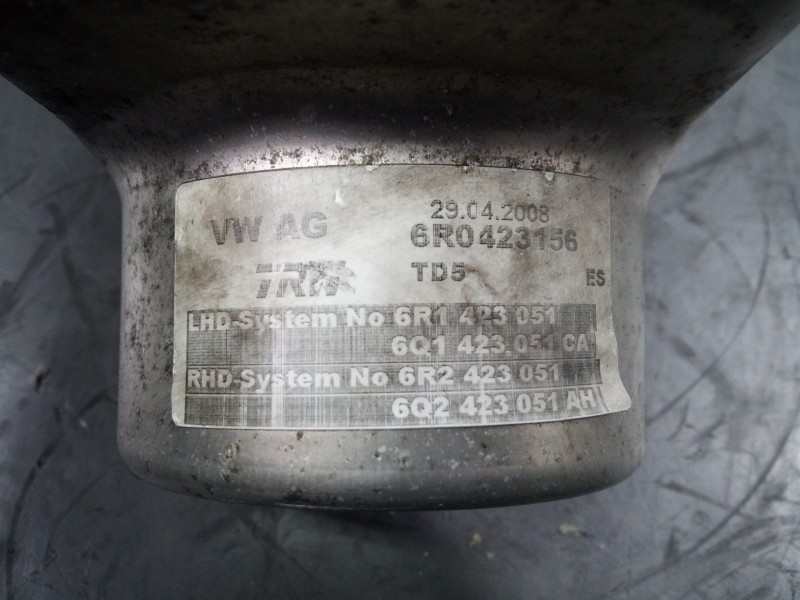 29.04.2008
VW AG 6R0423156
TRW TD5 ES
LHD-System No 6R1 423 051
6Q1 423 051 CA
RHD-System No 6R2 423 051
6Q2 423 051 AH